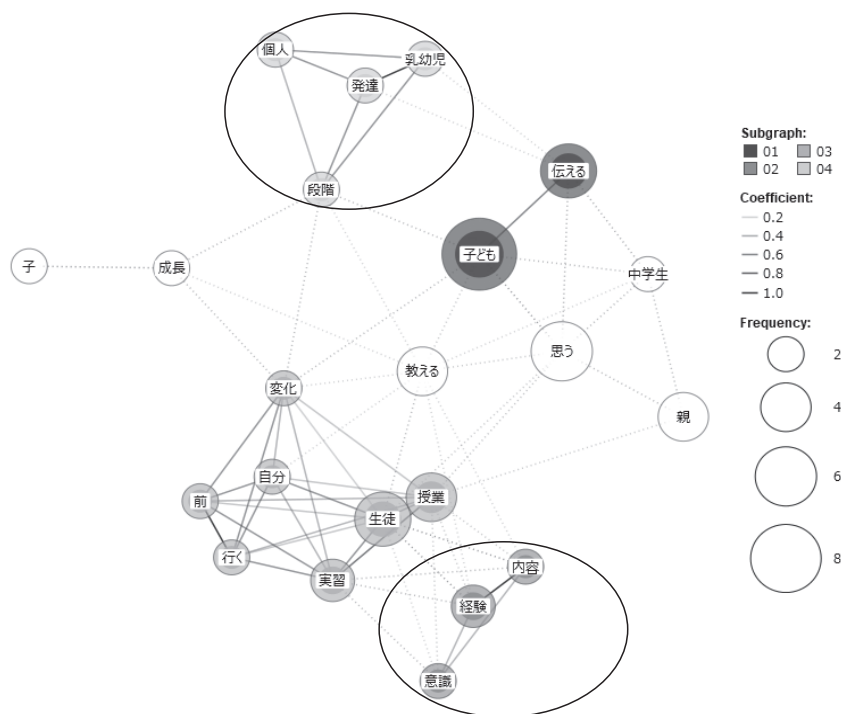 個人
乳幼児
発達
段階
伝える
子ども
子
成長
中学生
思う
教える
変化
親
自分
前
授業
生徒
行く
実習
内容
経験
意識
Subgraph:
01 03
02 04
Coefficient:
0.2
0.4
0.6
0.8
1.0
Frequency:
2
4
6
8